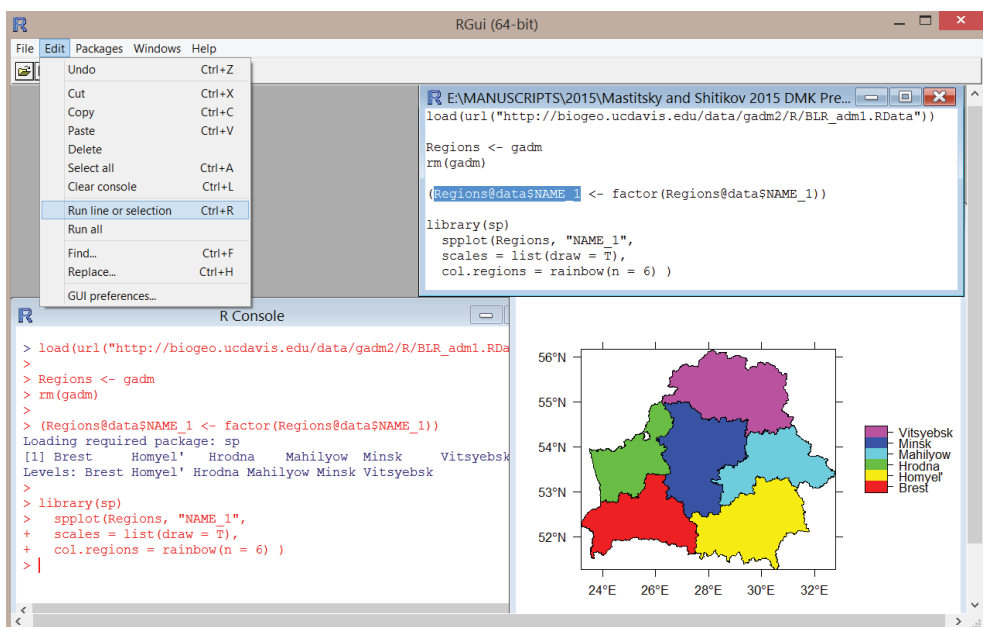 RGui (64-bit)
File Edit Packages Windows Help
Undo Ctrl+Z
Cut Ctrl+X
Copy Ctrl+C
Paste Ctrl+V
Delete
Select all Ctrl+A
Clear console Ctrl+L
Run line or selection Ctrl+R
Run all
Find... Ctrl+F
Replace... Ctrl+H
GUI preferences...
E:\MANUSCRIPTS\2015\Mastitsky and Shitikov 2015 DMK Pre...
load(url("http://biogeo.ucdavis.edu/data/gadm2/R/BLR_adm1.RData"))
Regions <- gadm
rm(gadm)
(Regions@data$NAME_1 <- factor(Regions@data$NAME_1))
library(sp)
spplot(Regions, "NAME_1",
scales = list(draw = T),
col.regions = rainbow(n = 6) )
R Console
> load(url("http://biogeo.ucdavis.edu/data/gadm2/R/BLR_adm1.RDa
>
> Regions <- gadm
> rm(gadm)
>
> (Regions@data$NAME_1 <- factor(Regions@data$NAME_1))
Loading required package: sp
[1] Brest Homyel' Hrodna Mahilyow Minsk Vitsyebsk
Levels: Brest Homyel' Hrodna Mahilyow Minsk Vitsyebsk
>
> library(sp)
> spplot(Regions, "NAME_1",
+ scales = list(draw = T),
+ col.regions = rainbow(n = 6) )
>
56°N
55°N
54°N
53°N
52°N
24°E 26°E 28°E 30°E 32°E
Vitsyebsk
Minsk
Mahilyow
Hrodna
Homyel'
Brest